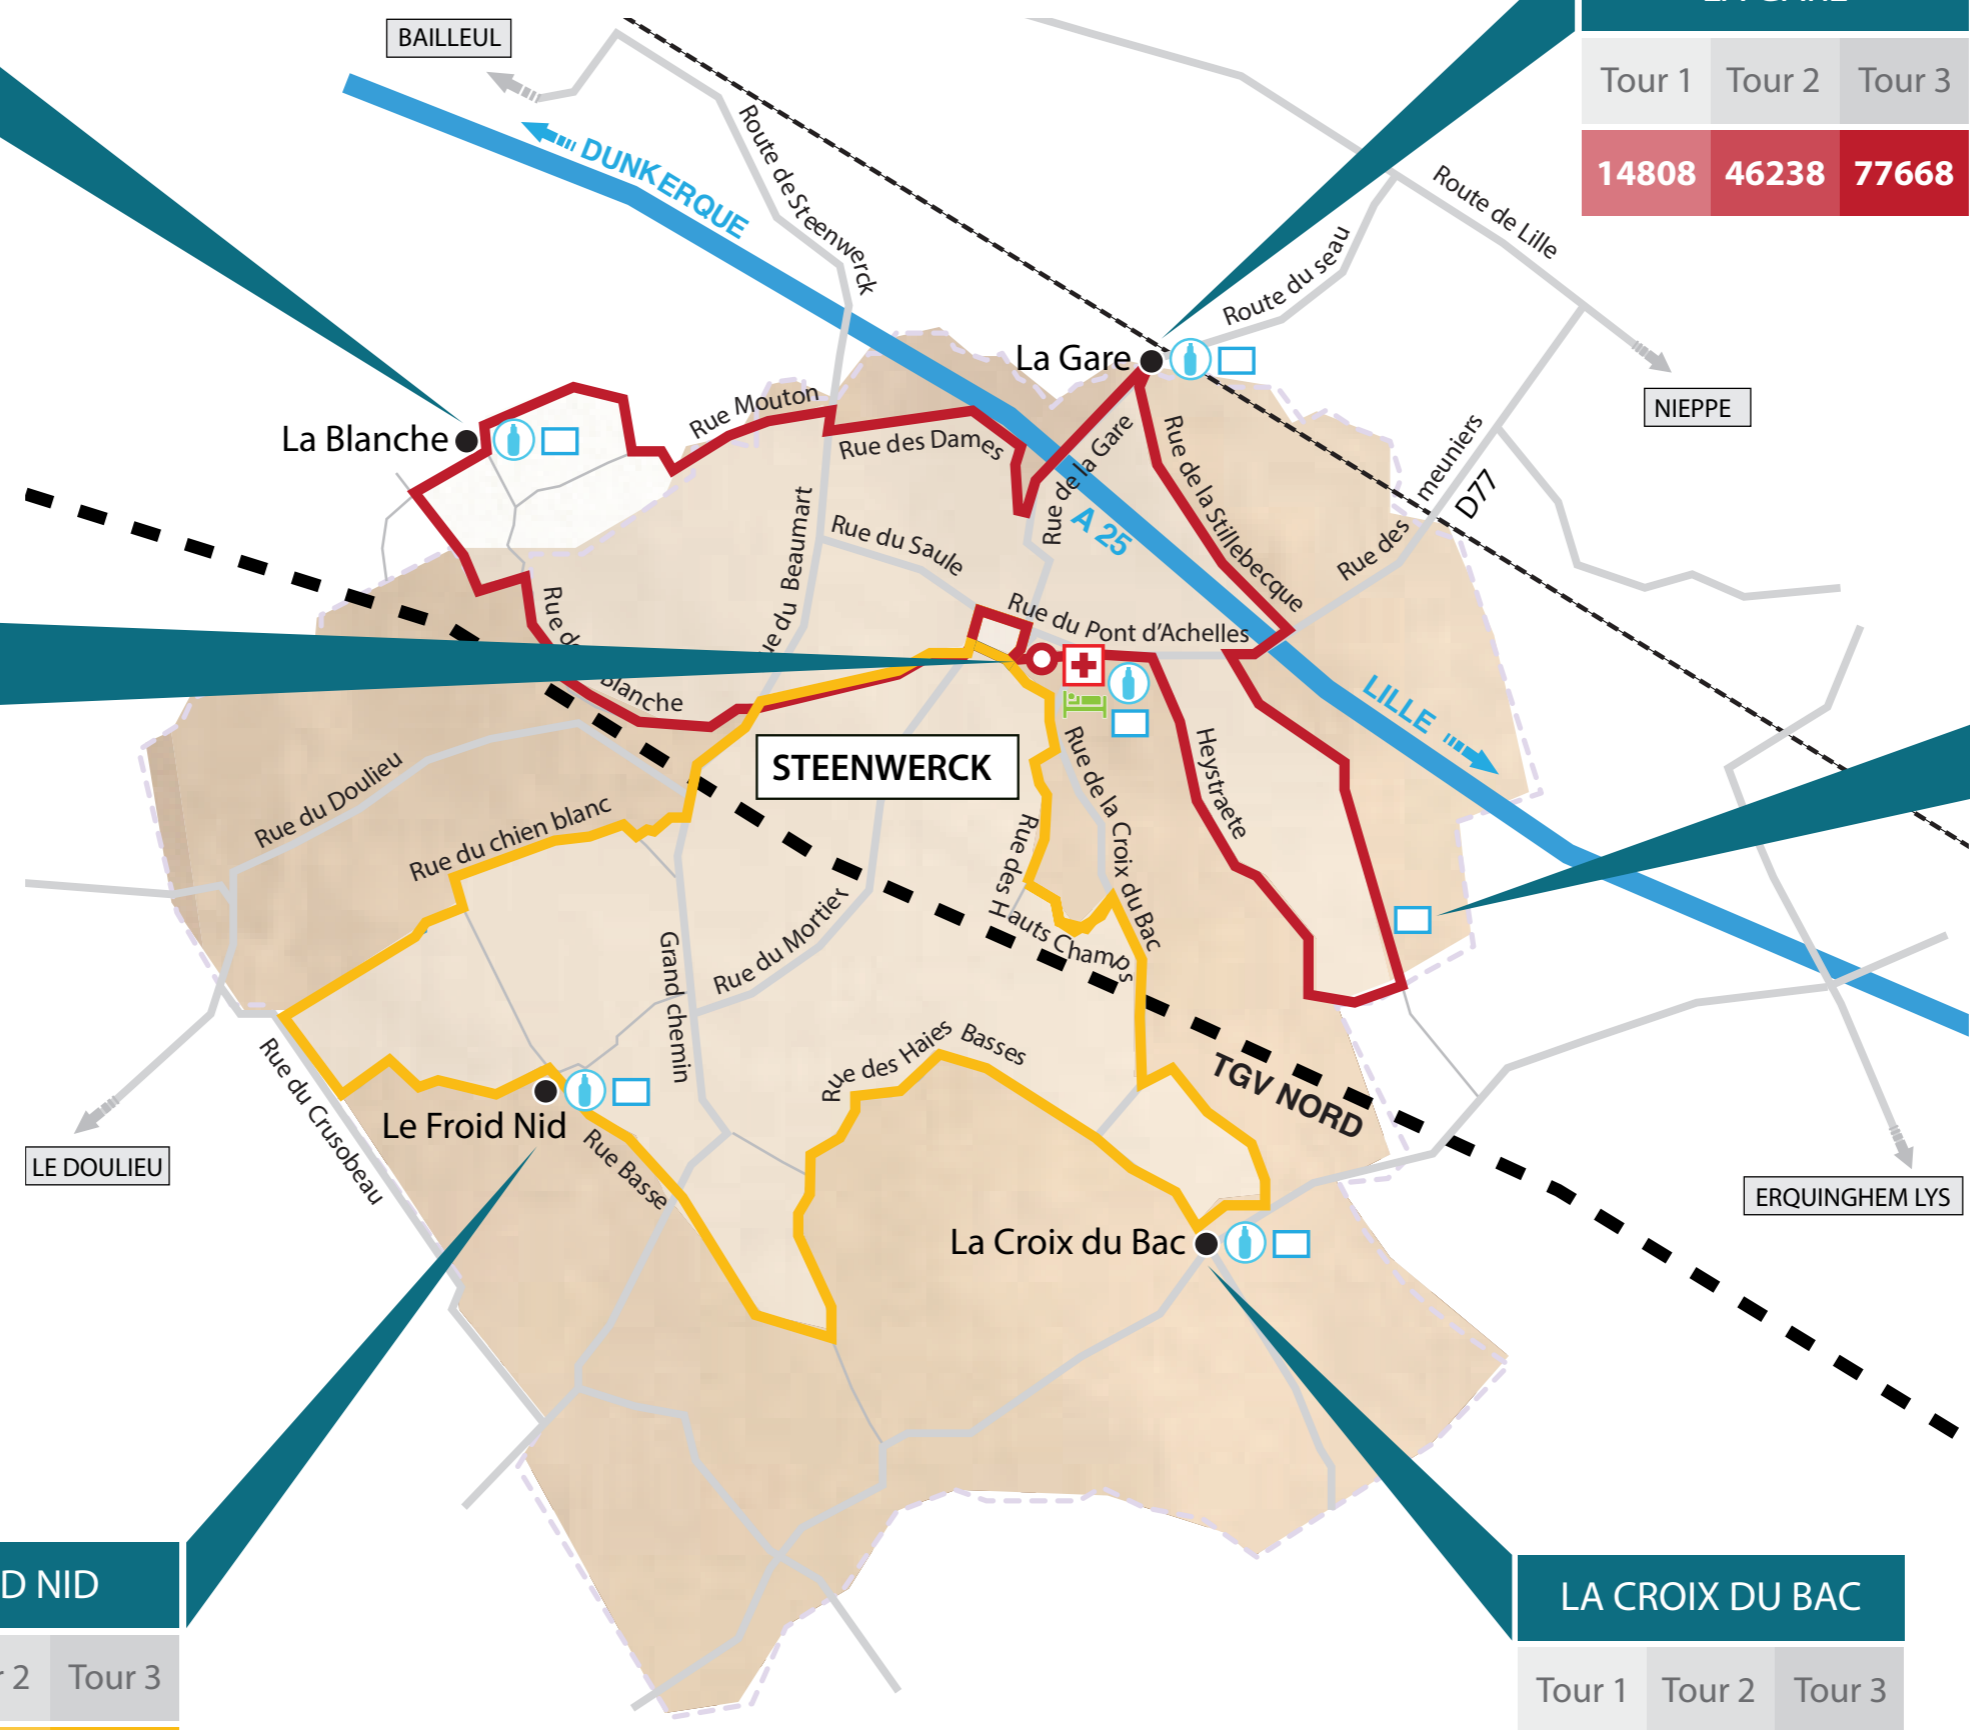 LA GARE
Tour 1 Tour 2 Tour 3
14808 46238 77668
BAILLEUL
DUNKERQUE
Route de Steenwerck
Route de Lille
Route du seau
La Gare
NIEPPE
La Blanche
Rue Mouton
Rue des Dames
Rue de la Gare
Rue de la Stillebecque
Rue des meuniers
D77
A 25
Rue du Saule
ue du Beaumart
Rue du Pont d'Achelles
Rue d
Blanche
LILLE
STEENWERCK
Rue du Doulieu
Rue du chien blanc
Heystraete
Rue de la Croix du Bac
Rue des Hauts Champs
Rue du Mortier
Grand chemin
Rue des Haies Basses
TGV NORD
Rue du Crusobeau
Le Froid Nid
Rue Basse
LE DOULIEU
ERQUINGHEM LYS
La Croix du Bac
D NID
r 2 Tour 3
LA CROIX DU BAC
Tour 1 Tour 2 Tour 3